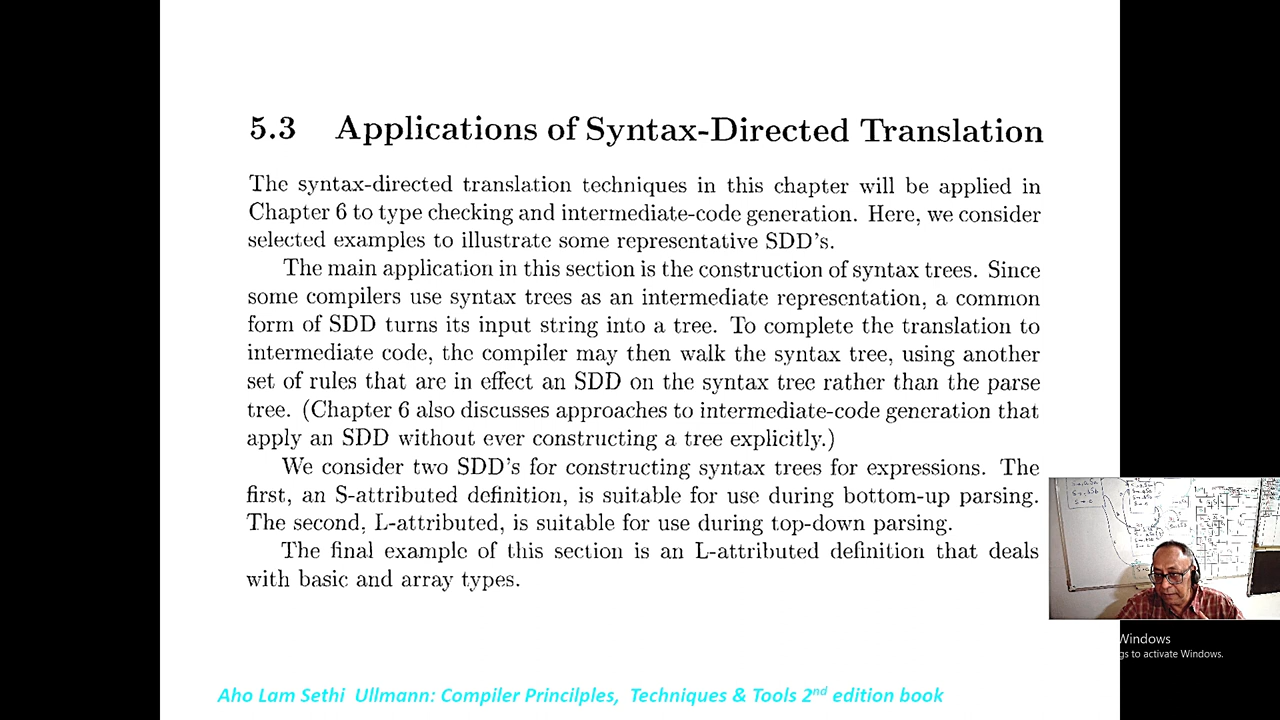 5.3 Applications of Syntax-Directed Translation
The syntax-directed translation techniques in this chapter will be applied in
Chapter 6 to type checking and intermediate-code generation. Here, we consider
selected examples to illustrate some representative SDD's.
The main application in this section is the construction of syntax trees. Since
some compilers use syntax trees as an intermediate representation, a common
form of SDD turns its input string into a tree. To complete the translation to
intermediate code, the compiler may then walk the syntax tree, using another
set of rules that are in effect an SDD on the syntax tree rather than the parse
tree. (Chapter 6 also discusses approaches to intermediate-code generation that
apply an SDD without ever constructing a tree explicitly.)
We consider two SDD's for constructing syntax trees for expressions. The
first, an S-attributed definition, is suitable for use during bottom-up parsing.
The second, L-attributed, is suitable for use during top-down parsing.
The final example of this section is an L-attributed definition that deals
with basic and array types.
Windows
gs to activate Windows.
Aho Lam Sethi Ullmann: Compiler Princilples, Techniques & Tools 2nd edition book